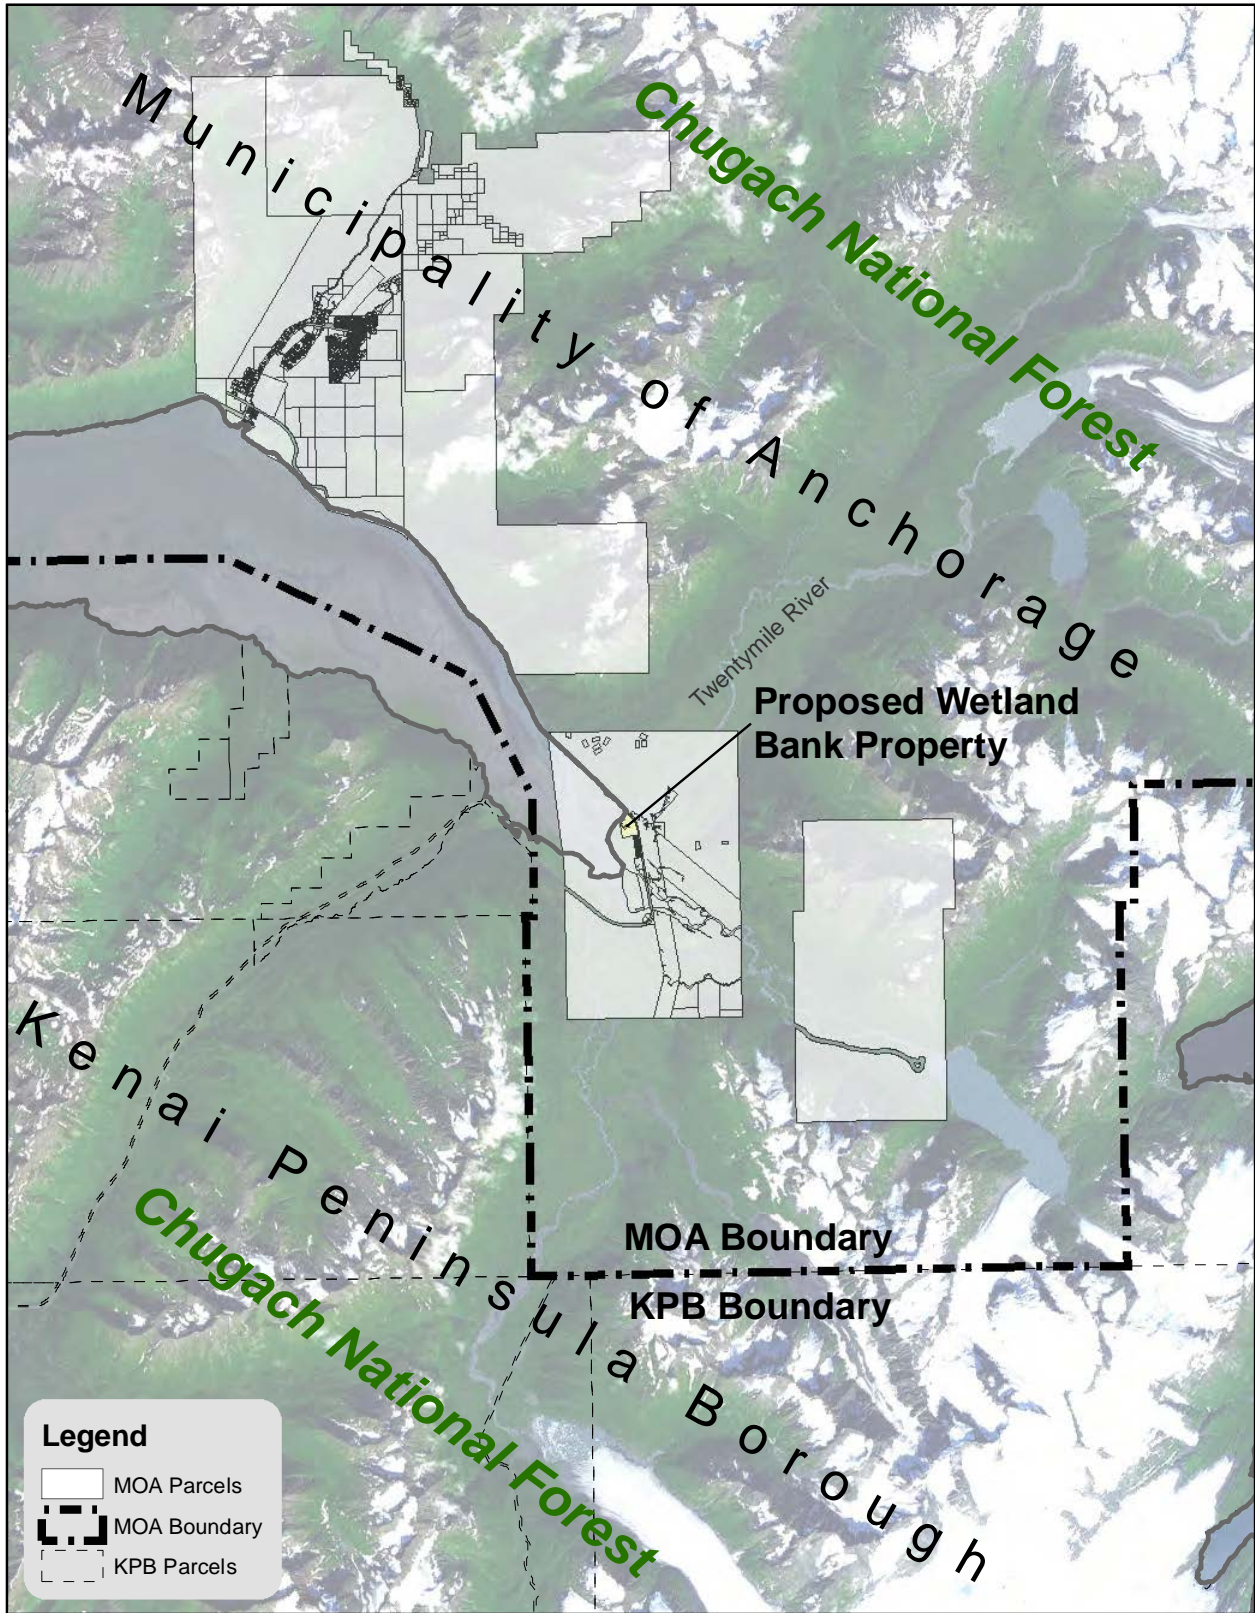 Municipality of Anchorage
Chugach National Forest
Twentymile River
Proposed Wetland
Bank Property
Kenai Peninsula Borough
Chugach National Forest
MOA Boundary
KPB Boundary
Legend
MOA Parcels
MOA Boundary
KPB Parcels